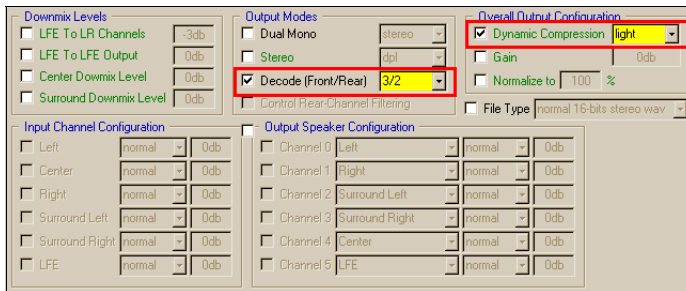 Downmix Levels
LFE To LR Channels -3db
LFE To LFE Output 0db
Center Dowmix Level 0db
Surround Downmix Level 0db
Output Modes
Dual Mono stereo
Stereo dpl
Decode (Front/Rear) 3/2
Control Rear-Channel Filtering
Overall Output Configuration
Dynamic Compression light
Gain 0db
Normalize to 100 %
File Type normal 16-bits stereo wav
Input Channel Configuration
Left normal 0db
Center normal 0db
Right normal 0db
Surround Left normal 0db
Surround Right normal 0db
LFE normal 0db
Output Speaker Configuration
Channel 0 Left normal 0db
Channel 1 Right normal 0db
Channel 2 Surround Left normal 0db
Channel 3 Surround Right normal 0db
Channel 4 Center normal 0db
Channel 5 LFE normal 0db